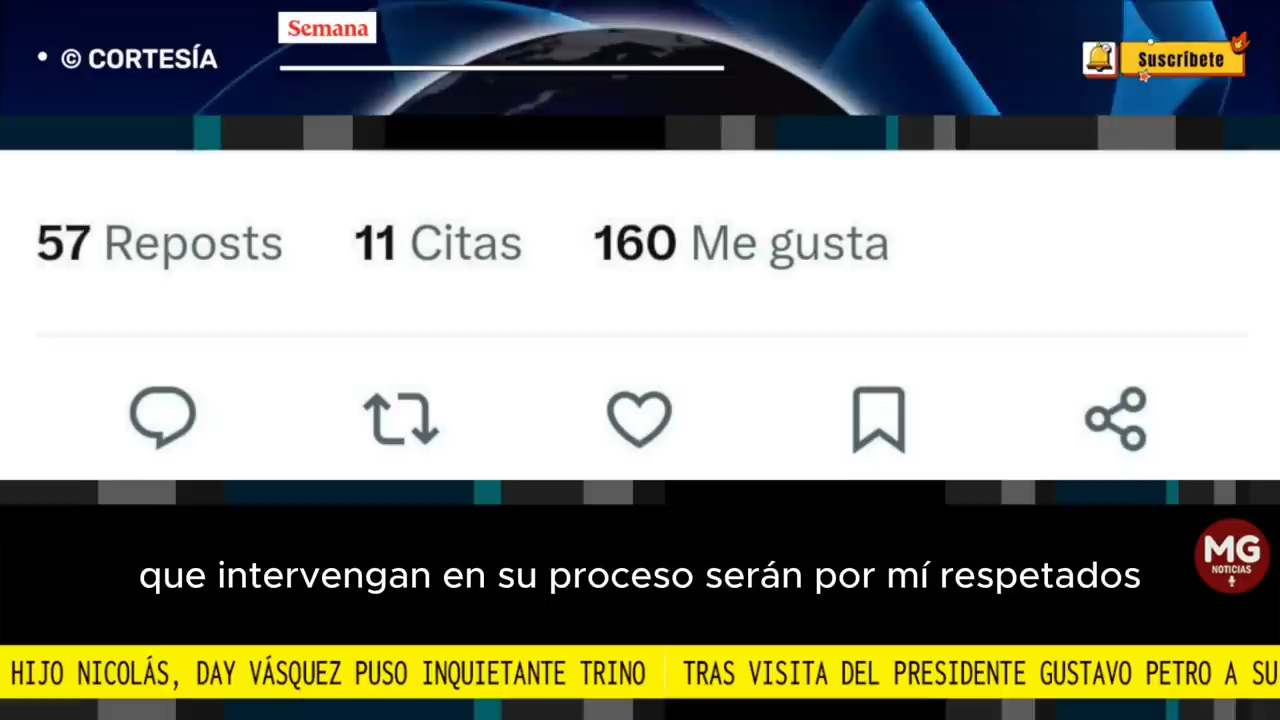 Semana
• © CORTESÍA
Suscríbete
57 Reposts 11 Citas 160 Me gusta
MG
NOTICIAS
que intervengan en su proceso serán por mí respetados
HIJO NICOLÁS, DAY VÁSQUEZ PUSO INQUIETANTE TRINO TRAS VISITA DEL PRESIDENTE GUSTAVO PETRO A SU